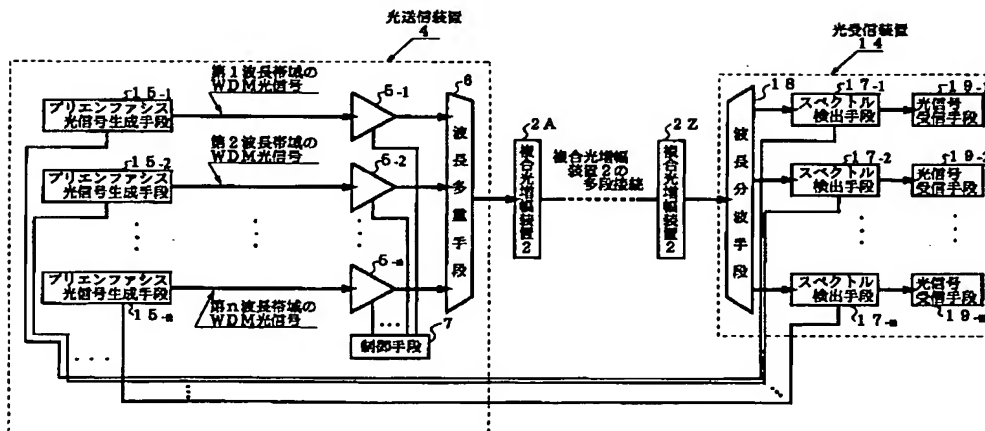 光送信装置
4
光受信装置
14
第1波長帯域の
WDM光信号
5-1
6
15-1
プリエンファシス
光信号生成手段
第2波長帯域の
WDM光信号
5-2
15-2
プリエンファシス
光信号生成手段
5-n
プリエンファシス
光信号生成手段
15-n
第n波長帯域の
WDM光信号
7
制御手段
波長多重手段
2A
複合光増幅装置2
複合光増幅
装置2の
多段接続
2Z
複合光増幅装置2
18
波長分波手段
17-1
スペクトル
検出手段
光信号
受信手段
17-2
スペクトル
検出手段
光信号
受信手段
スペクトル
検出手段
17-n
光信号
受信手段